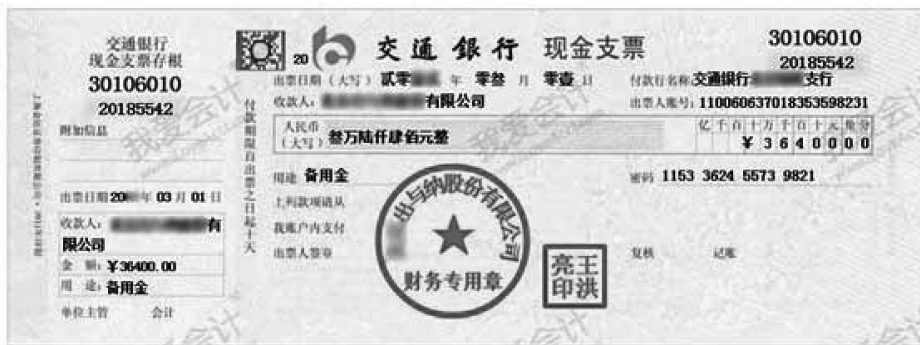 交通银行
现金支票存根
30106010
20185542
附加信息
出票日期 20 年 03 月 01 日
收款人: 有
限公司
金 额: ￥36400.00
用 途: 备用金
单位主管 会计
付款期限自出票之日起十天
20 交通銀行 现金支票
30106010
20185542
出票日期（大写） 贰零 年 零叁 月 零壹 日
付款行名称: 交通银行 支行
收款人: 有限公司
出票人账号: 110060637018353598231
人民币
（大写） 叁万陆仟肆佰元整
亿千百十万千百十元角分
￥3640000
用途 备用金
密码 1153 3624 5573 9821
上列款项请从
我账户内支付
出票人签章
复核 记账
出与纳股份有限公司
财务专用章
王洪
亮印
我爱会计